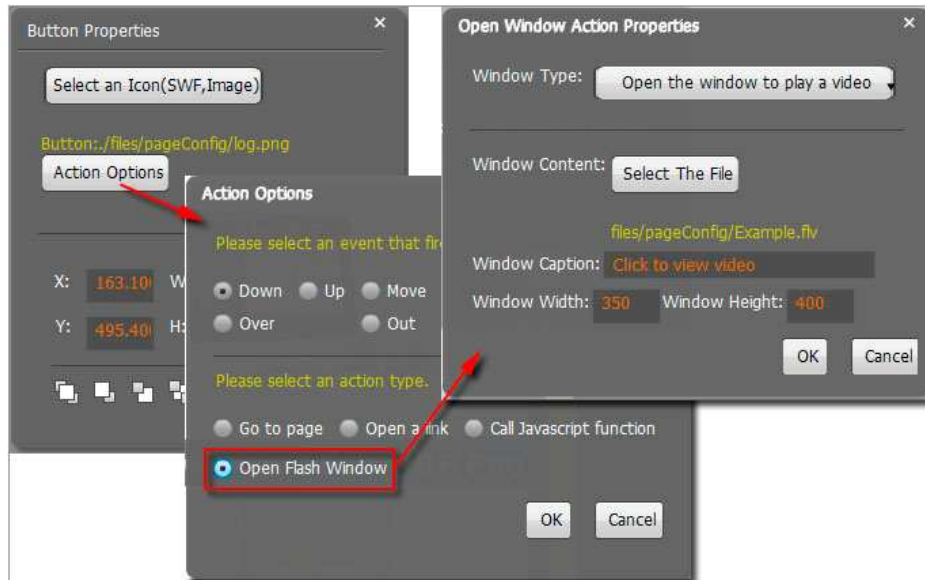 Button Properties
Select an Icon(SWF,Image)
Button:./files/pageConfig/log.png
Action Options
X: 163.10
Y: 495.40 H:
Action Options
Please select an event that
Down Up Move
Over Out
Please select an action type.
Go to page Open a link Call Javascript function
Open Flash Window
OK Cancel
Open Window Action Properties
Window Type: Open the window to play a video
Window Content: Select The File
files/pageConfig/Example.flv
Window Caption: Click to view video
Window Width: 350 Window Height: 400
OK Cancel